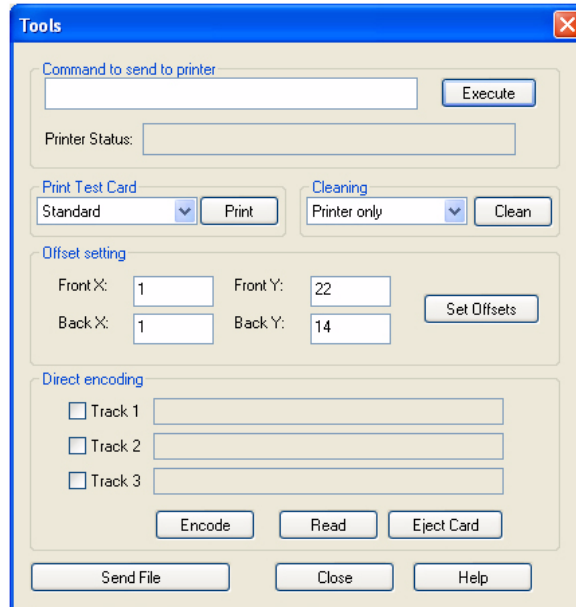 Tools
Command to send to printer
Execute
Printer Status:
Print Test Card
Standard
Print
Cleaning
Printer only
Clean
Offset setting
Front X: 1 Front Y: 22
Set Offsets
Back X: 1 Back Y: 14
Direct encoding
Track 1
Track 2
Track 3
Encode Read Eject Card
Send File Close Help